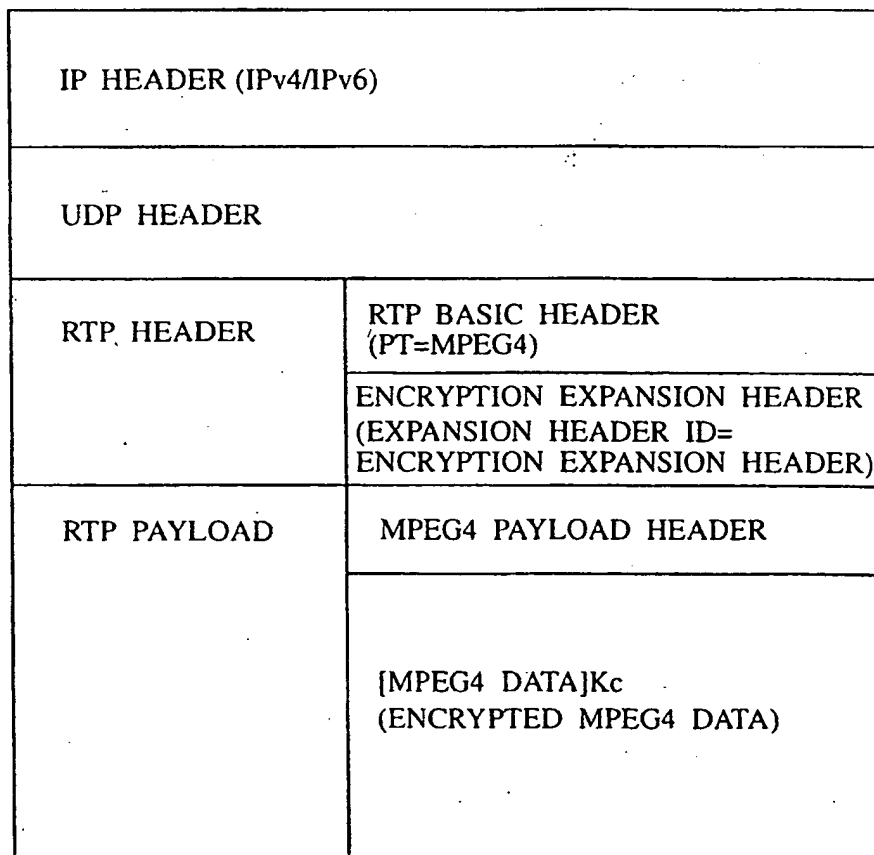 IP HEADER (IPv4/IPv6)
UDP HEADER
RTP HEADER
RTP BASIC HEADER
(PT=MPEG4)
ENCRYPTION EXPANSION HEADER
(EXPANSION HEADER ID=
ENCRYPTION EXPANSION HEADER)
RTP PAYLOAD
MPEG4 PAYLOAD HEADER
[MPEG4 DATA]Kc
(ENCRYPTED MPEG4 DATA)